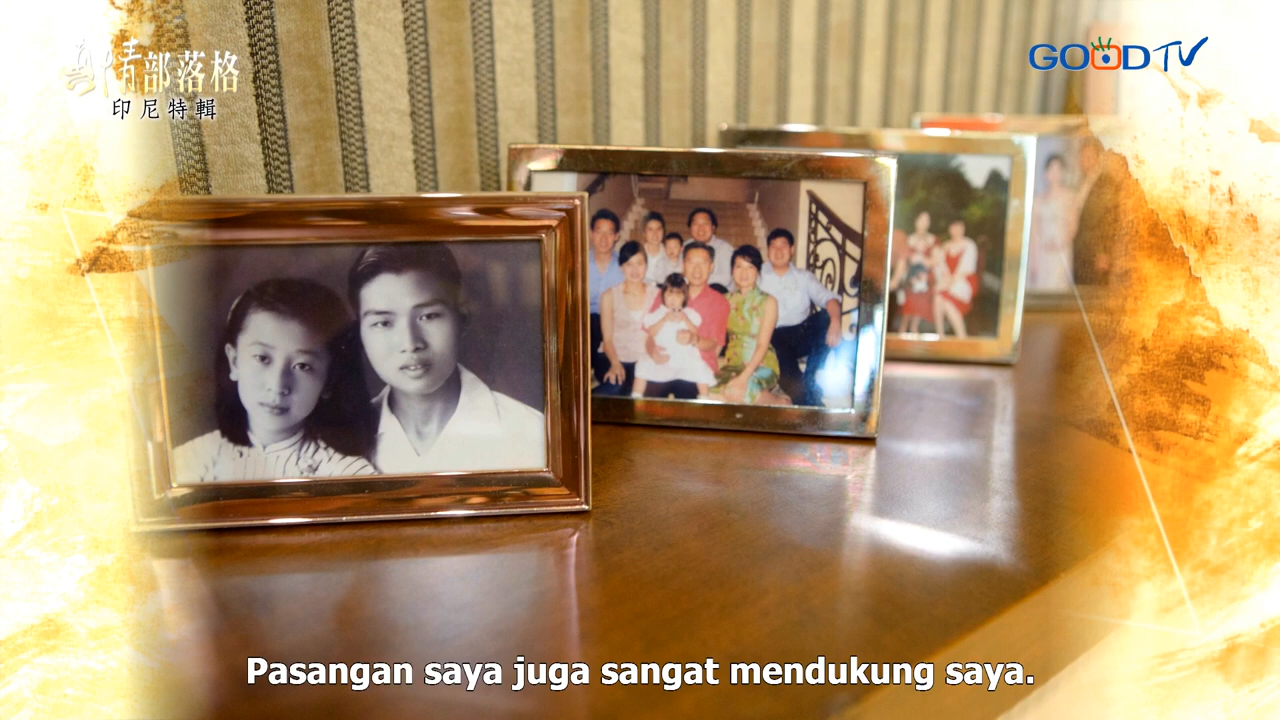 真情部落格
印尼特輯
GOODTV
Pasangan saya juga sangat mendukung saya.